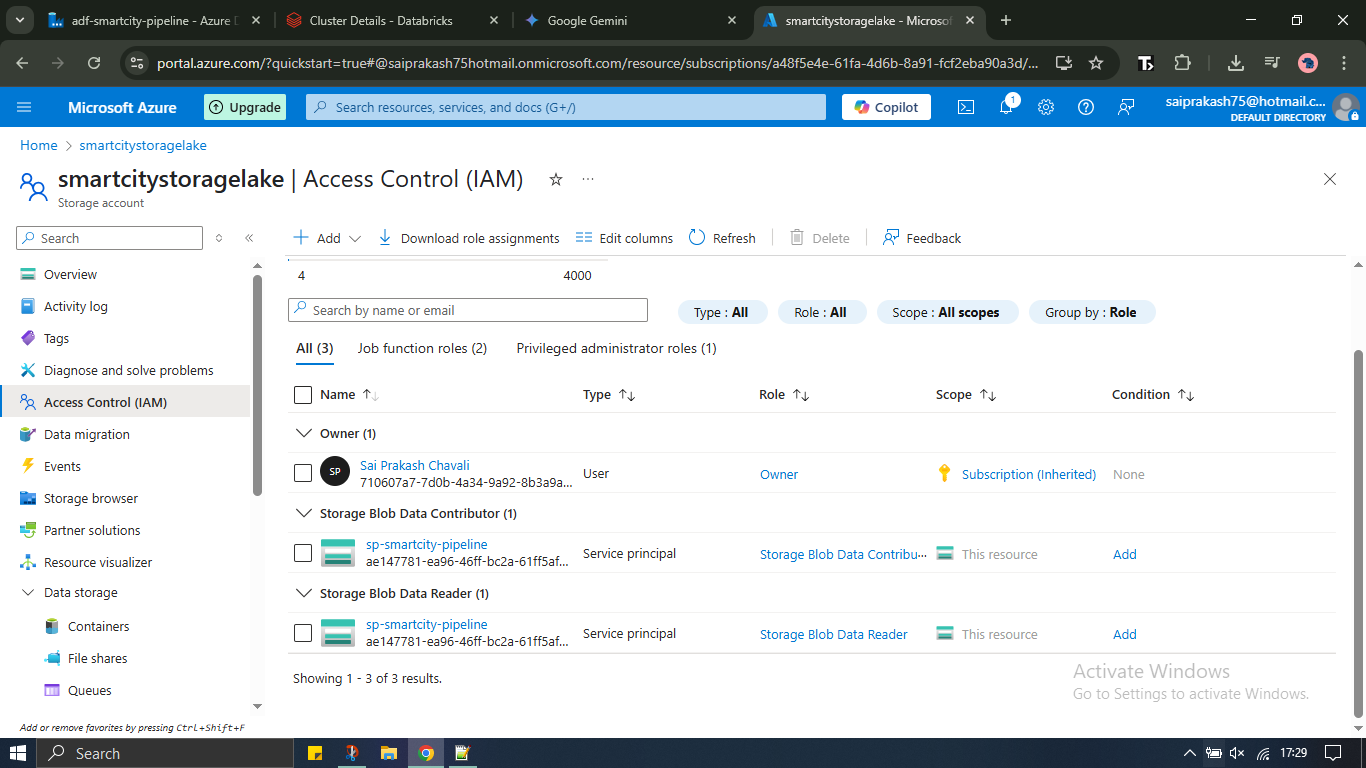 adf-smartcity-pipeline - Azure D
Cluster Details - Databricks
Google Gemini
smartcitystoragelake - Microsof
portal.azure.com/?quickstart=true#@saiprakash75hotmail.onmicrosoft.com/resource/subscriptions/a48f5e4e-61fa-4d6b-8a91-fcf2eba90a3d/...
Microsoft Azure
Upgrade
Search resources, services, and docs (G+/)
Copilot
1
saiprakash75@hotmail.c...
DEFAULT DIRECTORY
Home > smartcitystoragelake
smartcitystoragelake | Access Control (IAM)
Storage account
Search
Add
Download role assignments
Edit columns
Refresh
Delete
Feedback
Overview
Activity log
Tags
Diagnose and solve problems
Access Control (IAM)
Data migration
Events
Storage browser
Partner solutions
Resource visualizer
Data storage
Containers
File shares
Queues
Add or remove favorites by pressing Ctrl+Shift+F
4 4000
Search by name or email
Type : All
Role : All
Scope : All scopes
Group by : Role
All (3)
Job function roles (2)
Privileged administrator roles (1)
Name Type Role Scope Condition
Owner (1)
SP
Sai Prakash Chavali
710607a7-7d0b-4a34-9a92-8b3a9a...
User Owner Subscription (Inherited) None
Storage Blob Data Contributor (1)
sp-smartcity-pipeline
ae147781-ea96-46ff-bc2a-61ff5af...
Service principal Storage Blob Data Contribu... This resource Add
Storage Blob Data Reader (1)
sp-smartcity-pipeline
ae147781-ea96-46ff-bc2a-61ff5af...
Service principal Storage Blob Data Reader This resource Add
Showing 1 - 3 of 3 results.
Activate Windows
Go to Settings to activate Windows.
Search
17:29